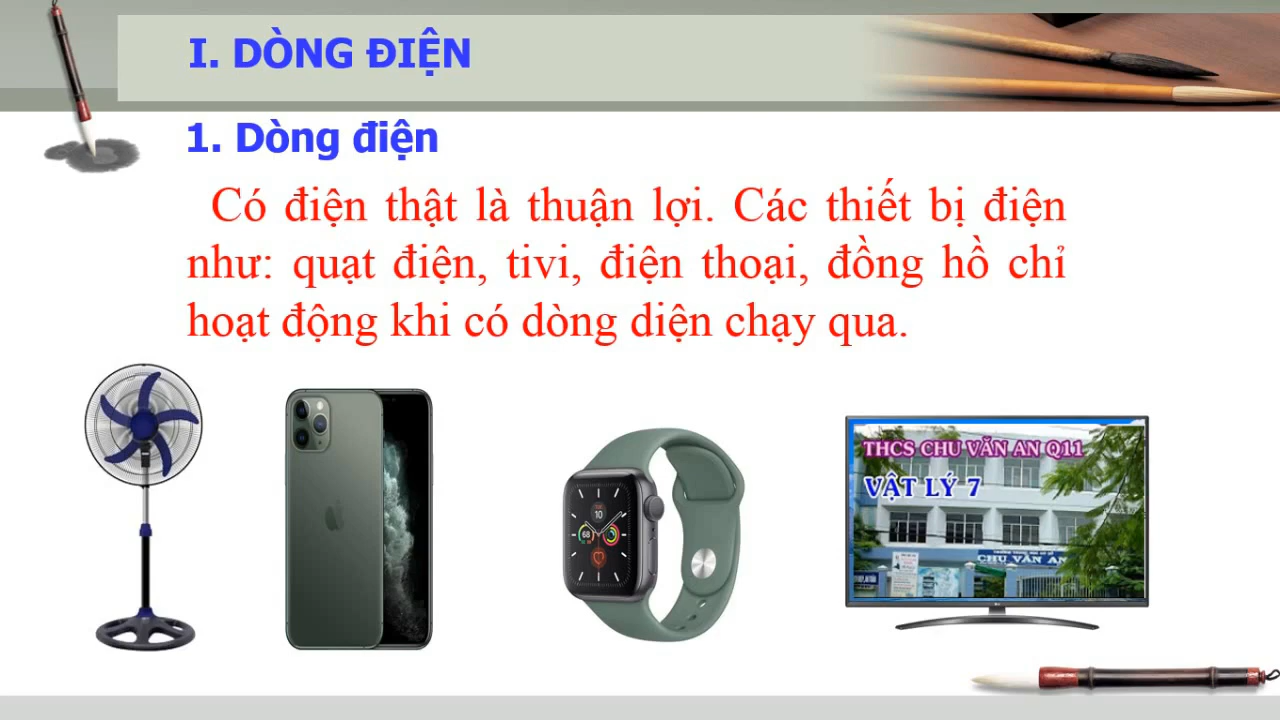 I. DÒNG ĐIỆN
1. Dòng điện
Có điện thật là thuận lợi. Các thiết bị điện
như: quạt điện, tivi, điện thoại, đồng hồ chỉ
hoạt động khi có dòng diện chạy qua.
10
68
THCS CHU VĂN AN Q11
VẬT LÝ 7
CHU VĂN AN